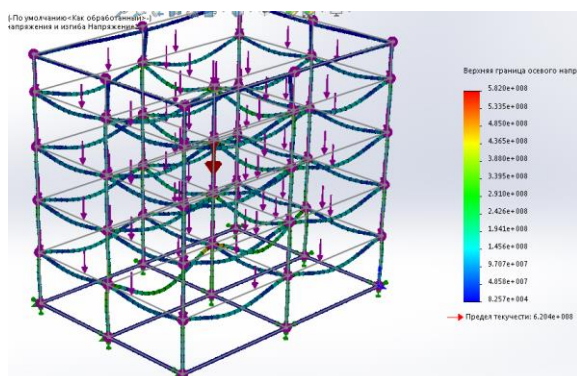 (-По умолчанию<Как обработанный>-)
напряжения и изгиба Напряжения
Верхняя граница осевого напр
5.820e+008
5.335e+008
4.850e+008
4.365e+008
3.880e+008
3.395e+008
2.910e+008
2.426e+008
1.941e+008
1.456e+008
9.707e+007
4.858e+007
8.257e+004
Предел текучести: 6.204e+008